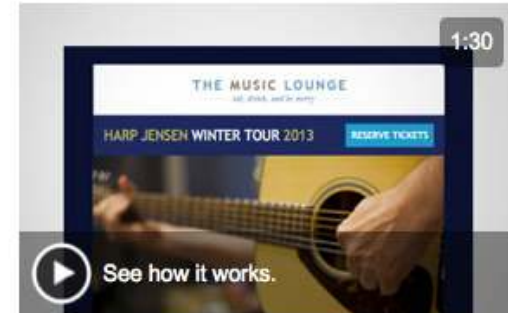 1:30
THE MUSIC LOUNGE
eat, drink, and be merry
HARP JENSEN WINTER TOUR 2013
RESERVE TICKETS
See how it works.